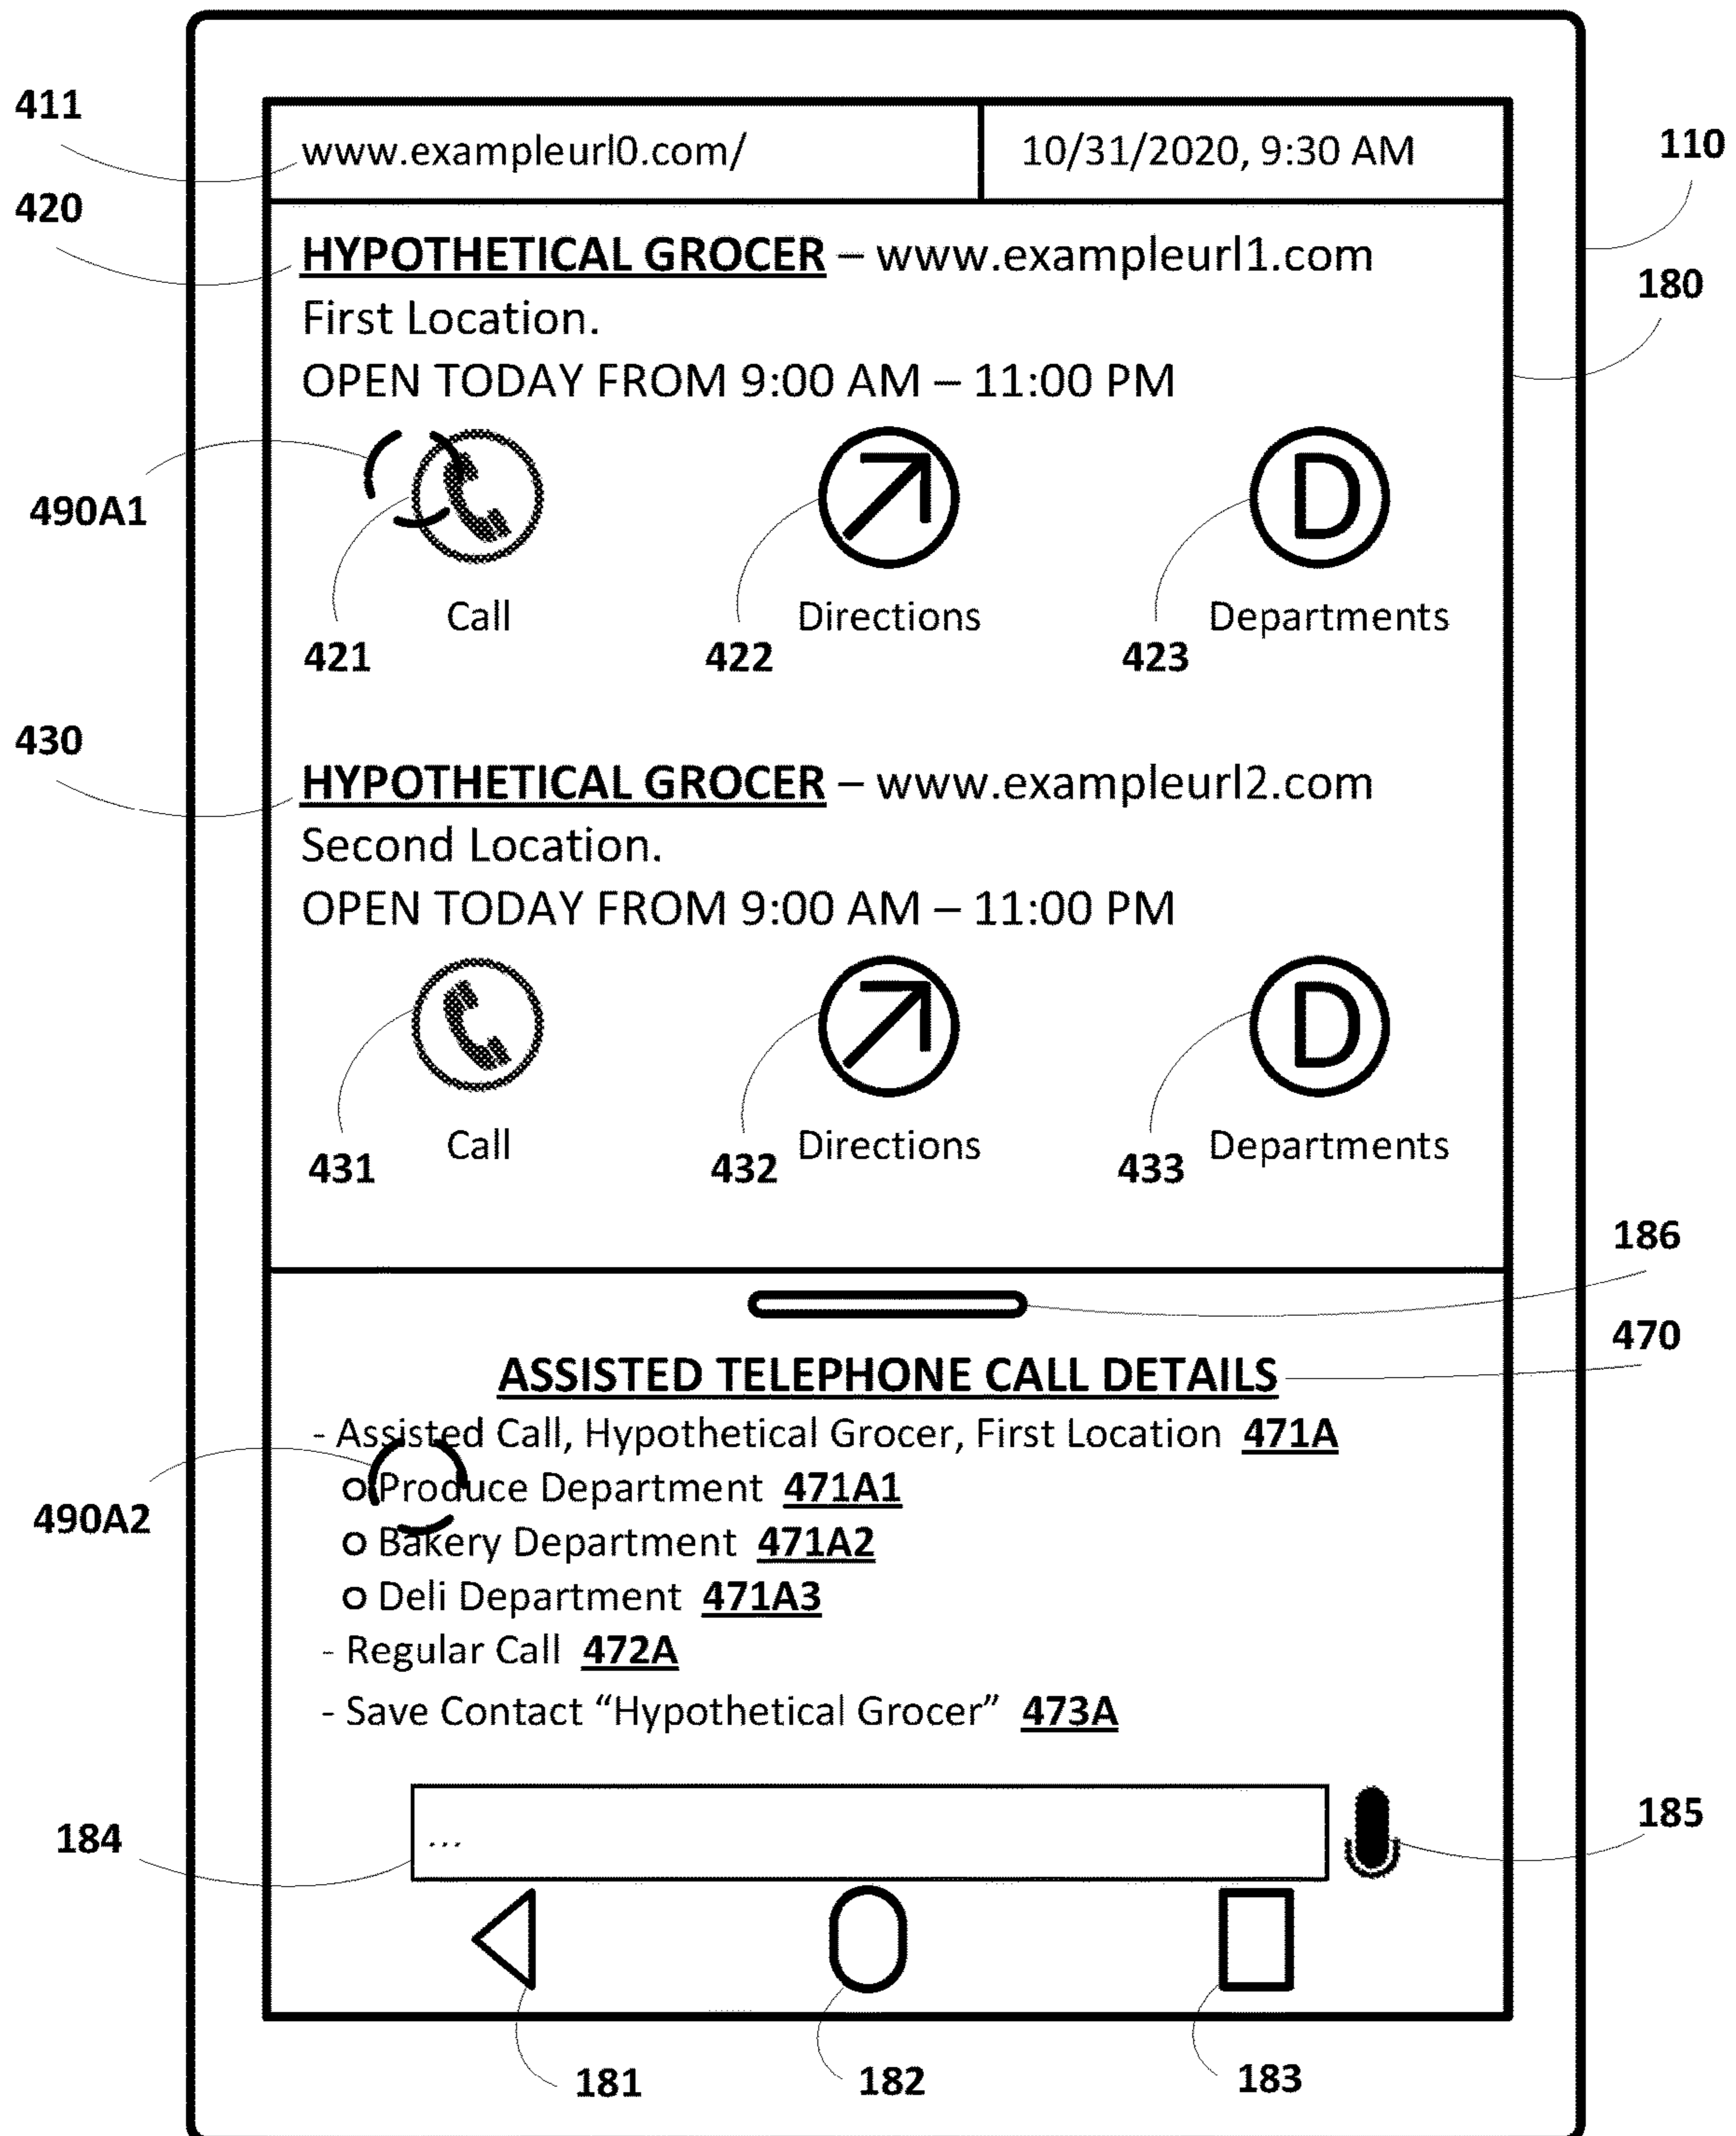 411
www.exampleurl0.com/ 10/31/2020, 9:30 AM
110
420
HYPOTHETICAL GROCER – www.exampleurl1.com
180
First Location.
OPEN TODAY FROM 9:00 AM – 11:00 PM
490A1
D
Call Directions Departments
421 422 423
430
HYPOTHETICAL GROCER – www.exampleurl2.com
Second Location.
OPEN TODAY FROM 9:00 AM – 11:00 PM
D
Call Directions Departments
431 432 433
186
470
ASSISTED TELEPHONE CALL DETAILS
- Assisted Call, Hypothetical Grocer, First Location 471A
o Produce Department 471A1
490A2
o Bakery Department 471A2
o Deli Department 471A3
- Regular Call 472A
- Save Contact “Hypothetical Grocer” 473A
184
...
185
181 182 183